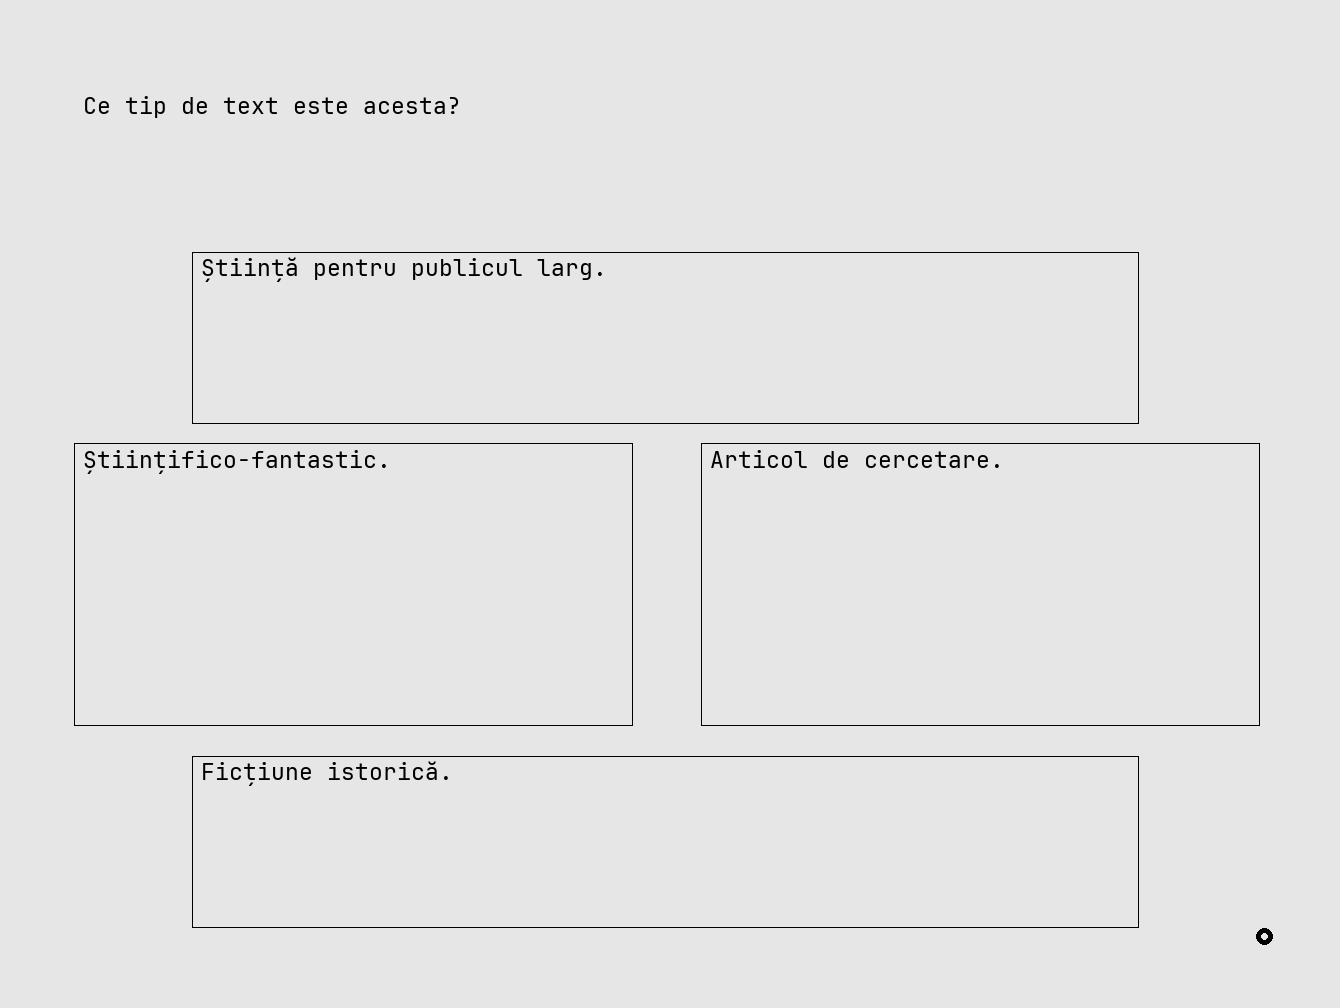 Ce tip de text este acesta?
Știință pentru publicul larg.
Științifico-fantastic.
Articol de cercetare.
Ficțiune istorică.